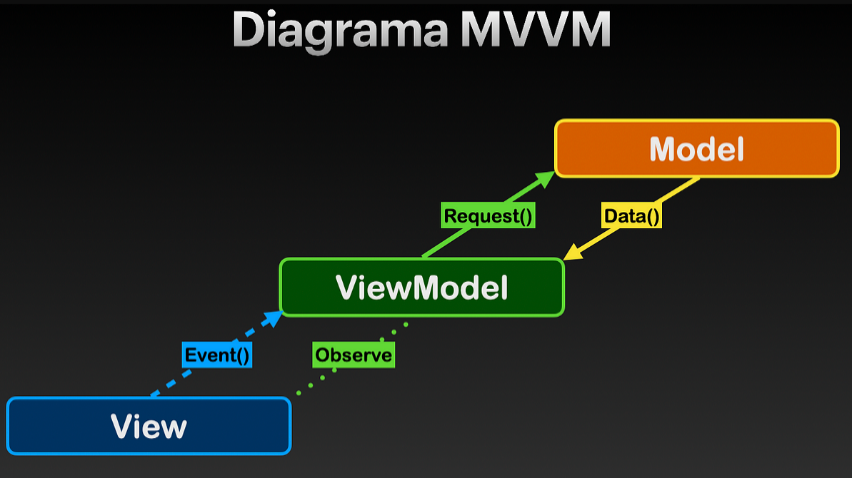 Diagrama MVVM
Model
Request()
Data()
ViewModel
Event()
Observe
View